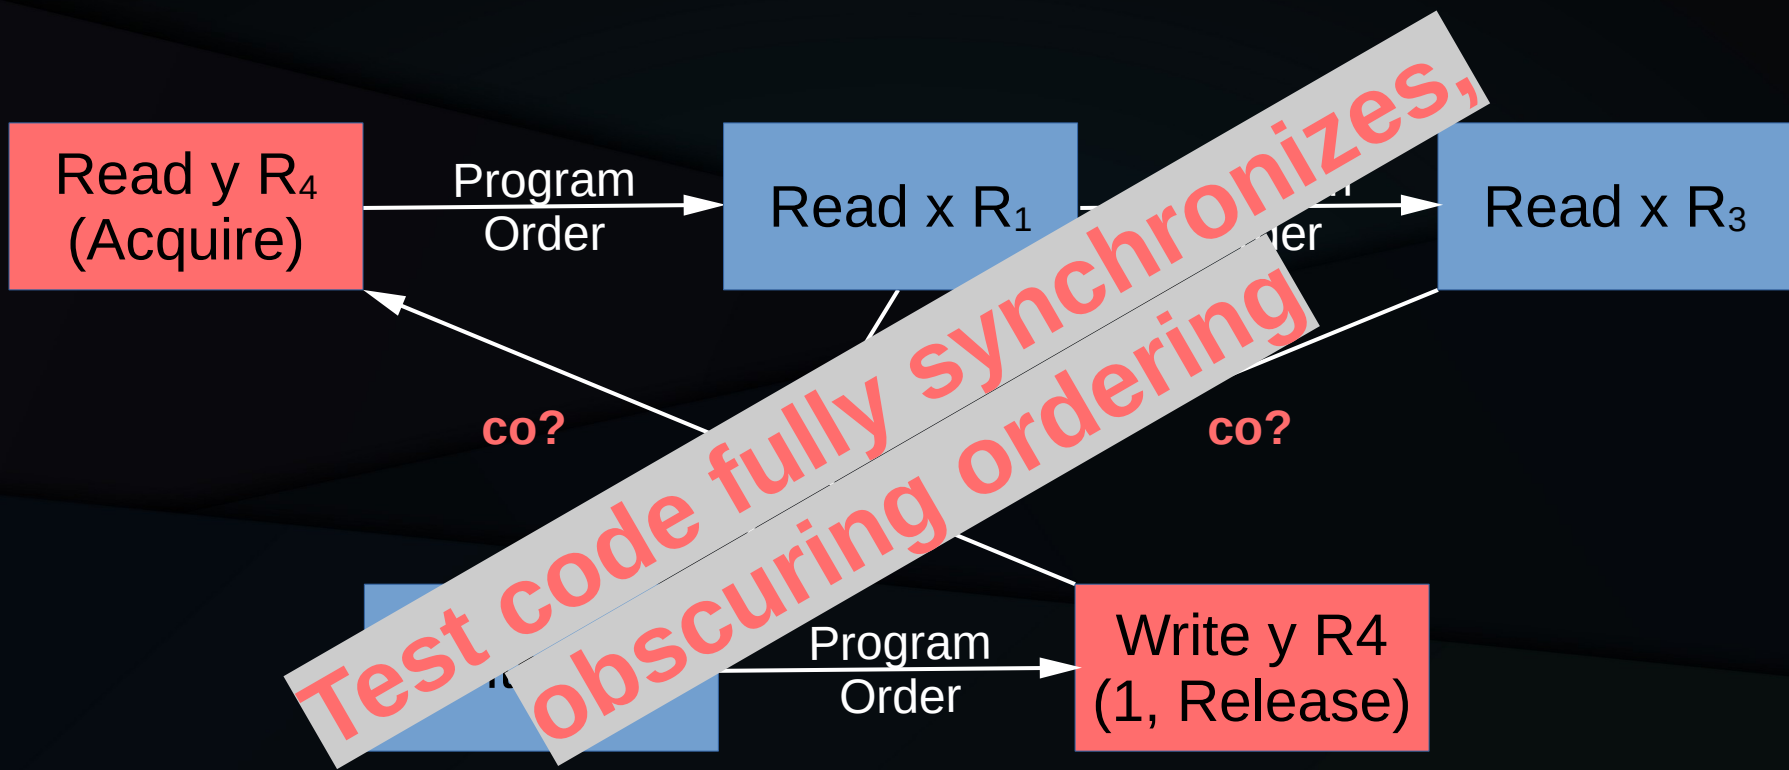 Read y R₄
(Acquire)
Program
Order
Read x R₁
Read x R₃
co?
co?
Test code fully synchronizes,
obscuring ordering
Program
Order
Write y R4
(1, Release)